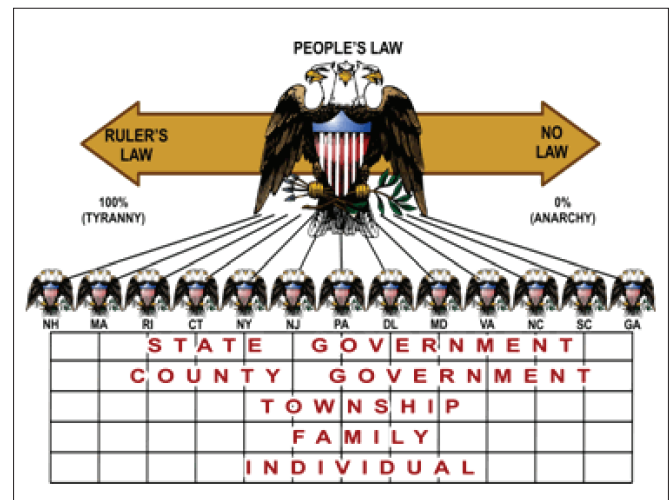 PEOPLE'S LAW
RULER'S
LAW
NO
LAW
100%
(TYRANNY)
0%
(ANARCHY)
NH MA RI CT NY NJ PA DL MD VA NC SC GA
STATE GOVERNMENT
COUNTY GOVERNMENT
TOWNSHIP
FAMILY
INDIVIDUAL